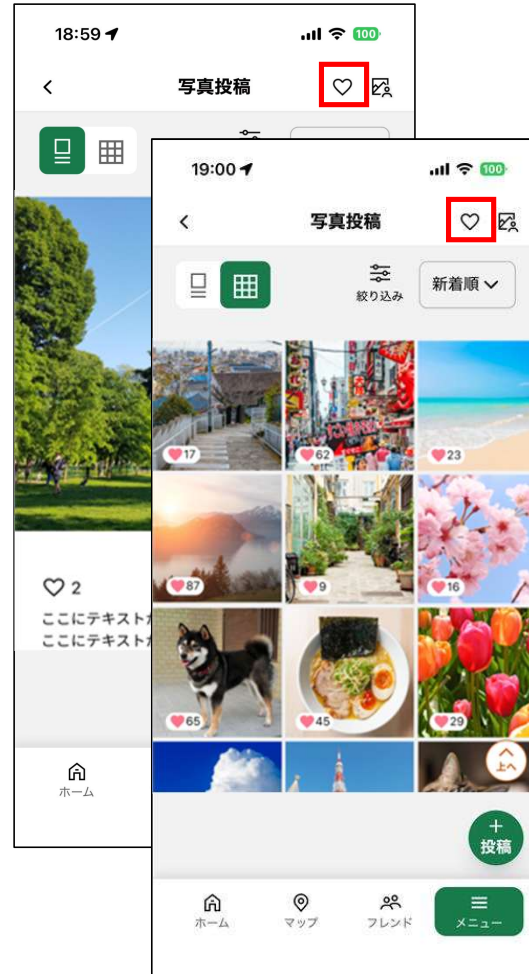 18:59
100
写真投稿
2
ここにテキスト
ここにテキスト
ホーム
19:00
100
写真投稿
絞り込み
新着順
17
62
23
87
9
16
65
45
29
上へ
投稿
ホーム
マップ
フレンド
メニュー